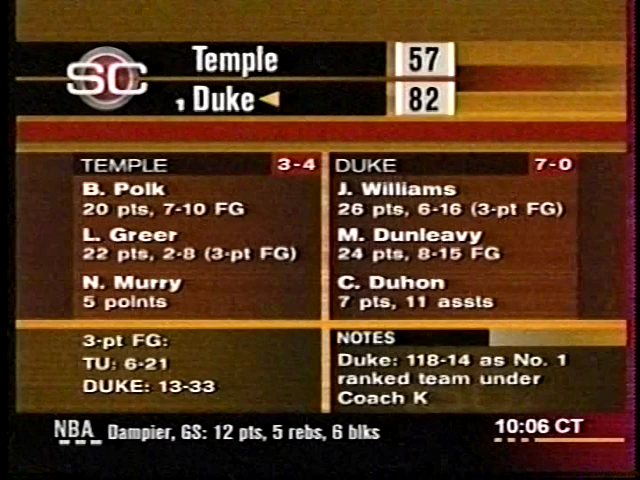 SC
Temple 57
1 Duke 82
TEMPLE 3-4
B. Polk
20 pts, 7-10 FG
L. Greer
22 pts, 2-8 (3-pt FG)
N. Murry
5 points
DUKE 7-0
J. Williams
26 pts, 6-16 (3-pt FG)
M. Dunleavy
24 pts, 8-15 FG
C. Duhon
7 pts, 11 assts
3-pt FG:
TU: 6-21
DUKE: 13-33
NOTES
Duke: 118-14 as No. 1
ranked team under
Coach K
NBA Dampier, GS: 12 pts, 5 rebs, 6 blks
10:06 CT